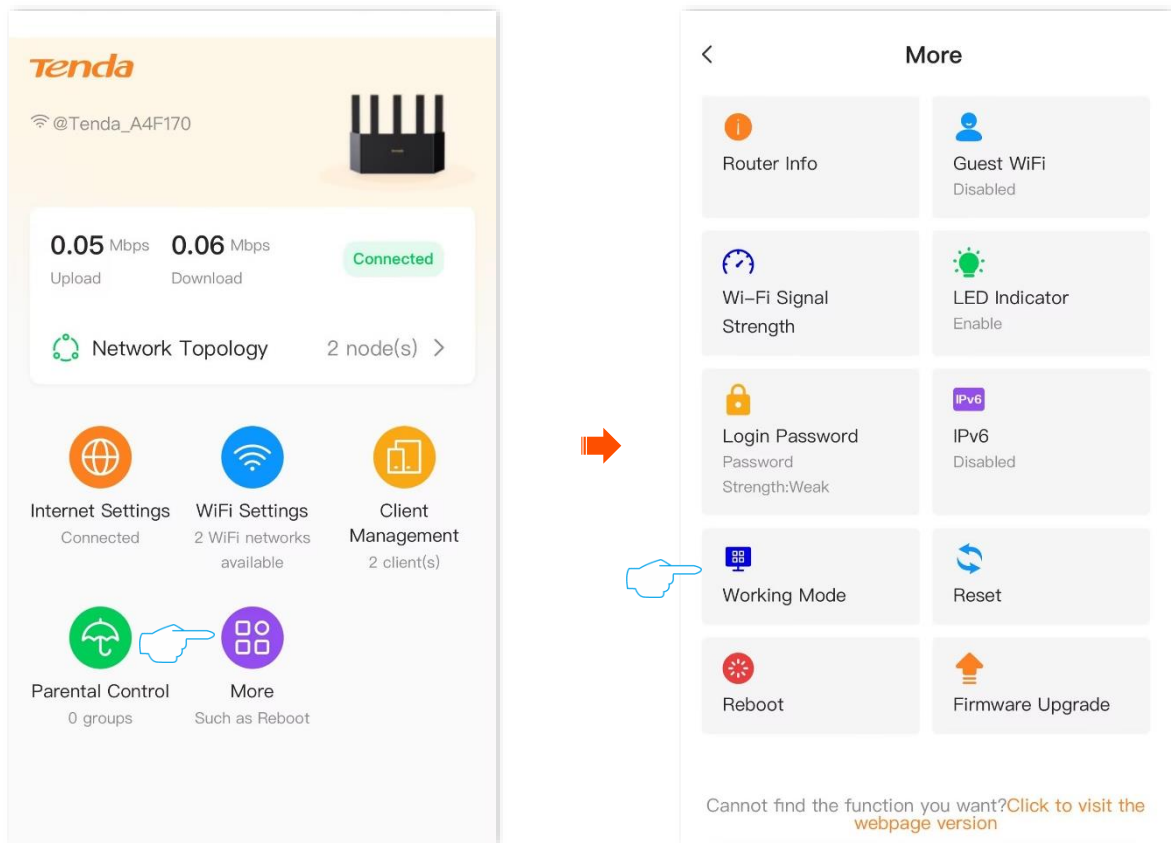 Tenda
@Tenda_A4F170
0.05 Mbps 0.06 Mbps
Upload Download
Connected
Network Topology 2 node(s)
Internet Settings
Connected
WiFi Settings
2 WiFi networks
available
Client
Management
2 client(s)
Parental Control
0 groups
More
Such as Reboot
More
Router Info
Guest WiFi
Disabled
Wi-Fi Signal
Strength
LED Indicator
Enable
Login Password
Password
Strength:Weak
IPv6
IPv6
Disabled
Working Mode
Reset
Reboot
Firmware Upgrade
Cannot find the function you want?Click to visit the
webpage version